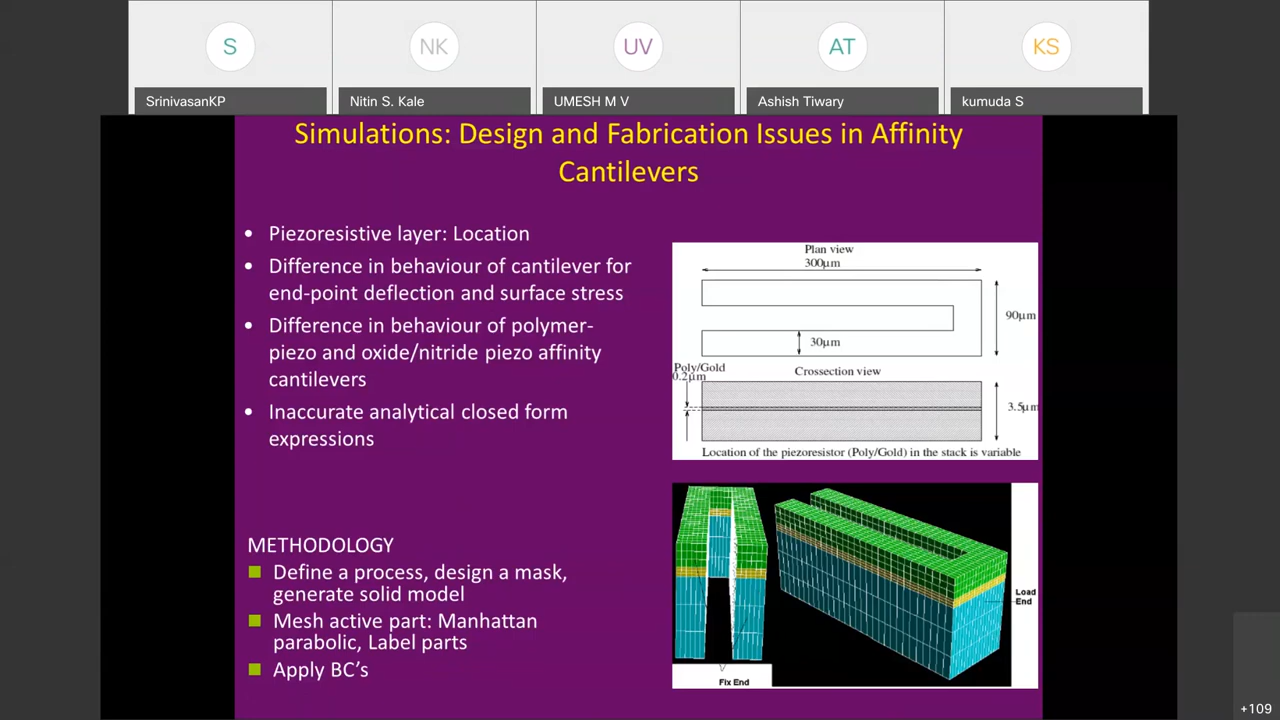 S
NK
UV
AT
KS
SrinivasanKP
Nitin S. Kale
UMESH M V
Ashish Tiwary
kumuda S
Simulations: Design and Fabrication Issues in Affinity
Cantilevers
• Piezoresistive layer: Location
• Difference in behaviour of cantilever for
end-point deflection and surface stress
• Difference in behaviour of polymer-
piezo and oxide/nitride piezo affinity
cantilevers
• Inaccurate analytical closed form
expressions
METHODOLOGY
Define a process, design a mask,
generate solid model
Mesh active part: Manhattan
parabolic, Label parts
Apply BC's
Plan view
300µm
90µm
30µm
Poly/Gold
0.2µm
Crossection view
3.5µm
Location of the piezoresistor (Poly/Gold) in the stack is variable
Load
End
Fix End
+109